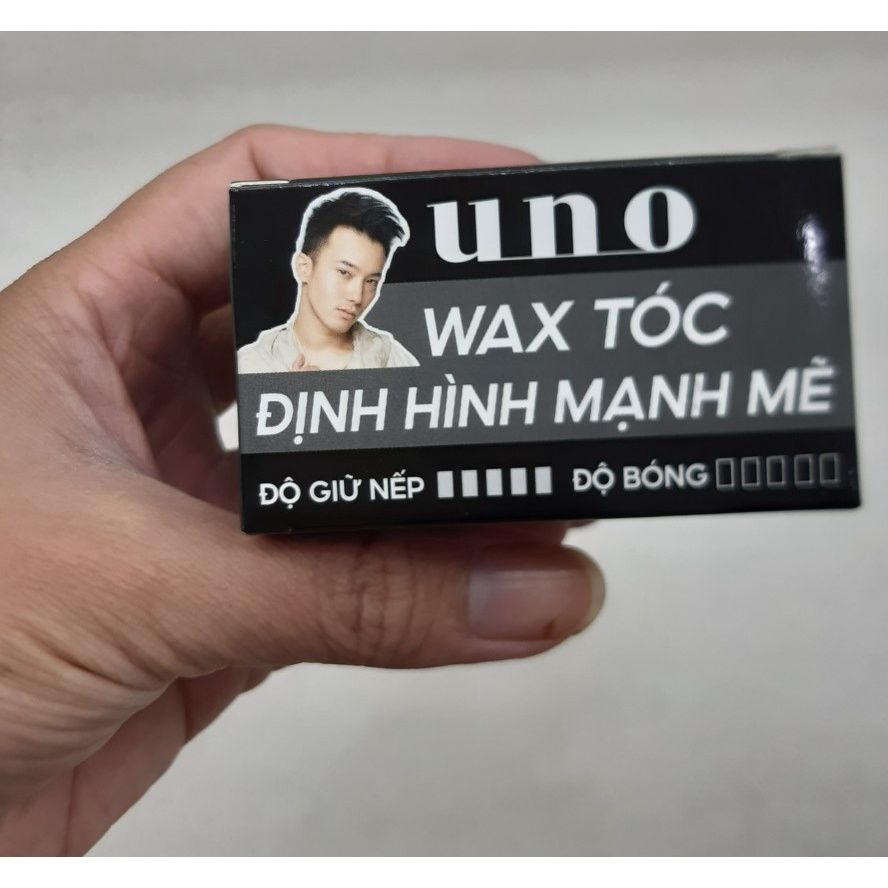 uno
WAX TÓC
ĐỊNH HÌNH MẠNH MẼ
ĐỘ GIỮ NẾP ĐỘ BÓNG